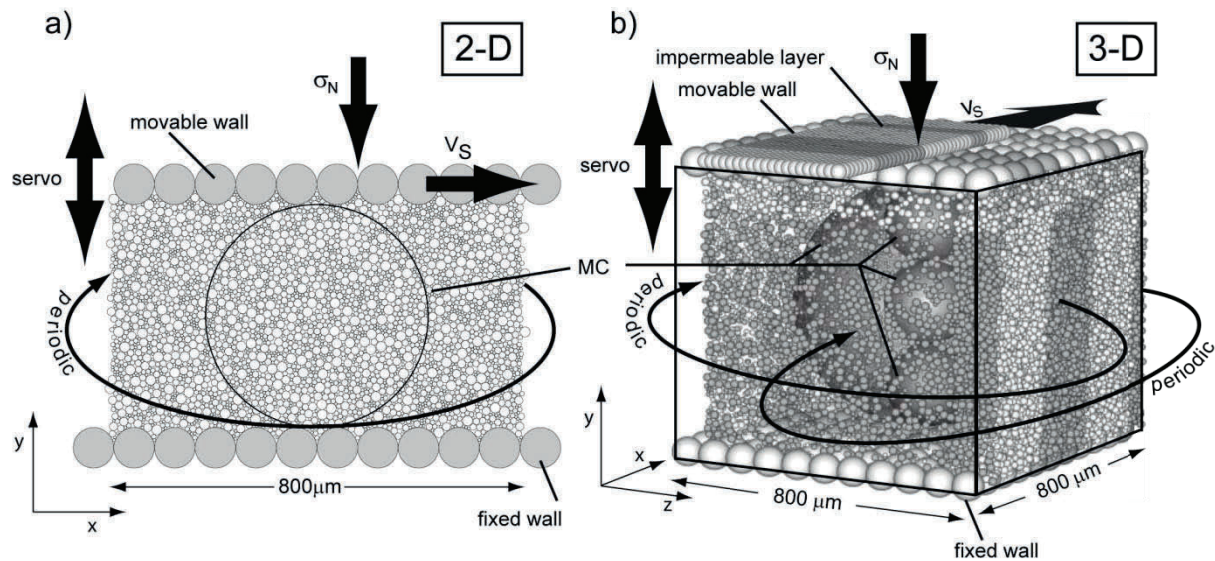 a)
2-D
σN
movable wall
VS
servo
periodic
MC
y
x
800μm
fixed wall
b)
3-D
impermeable layer
σN
movable wall
VS
servo
periodic
periodic
y
x
z
800 μm
800 μm
fixed wall